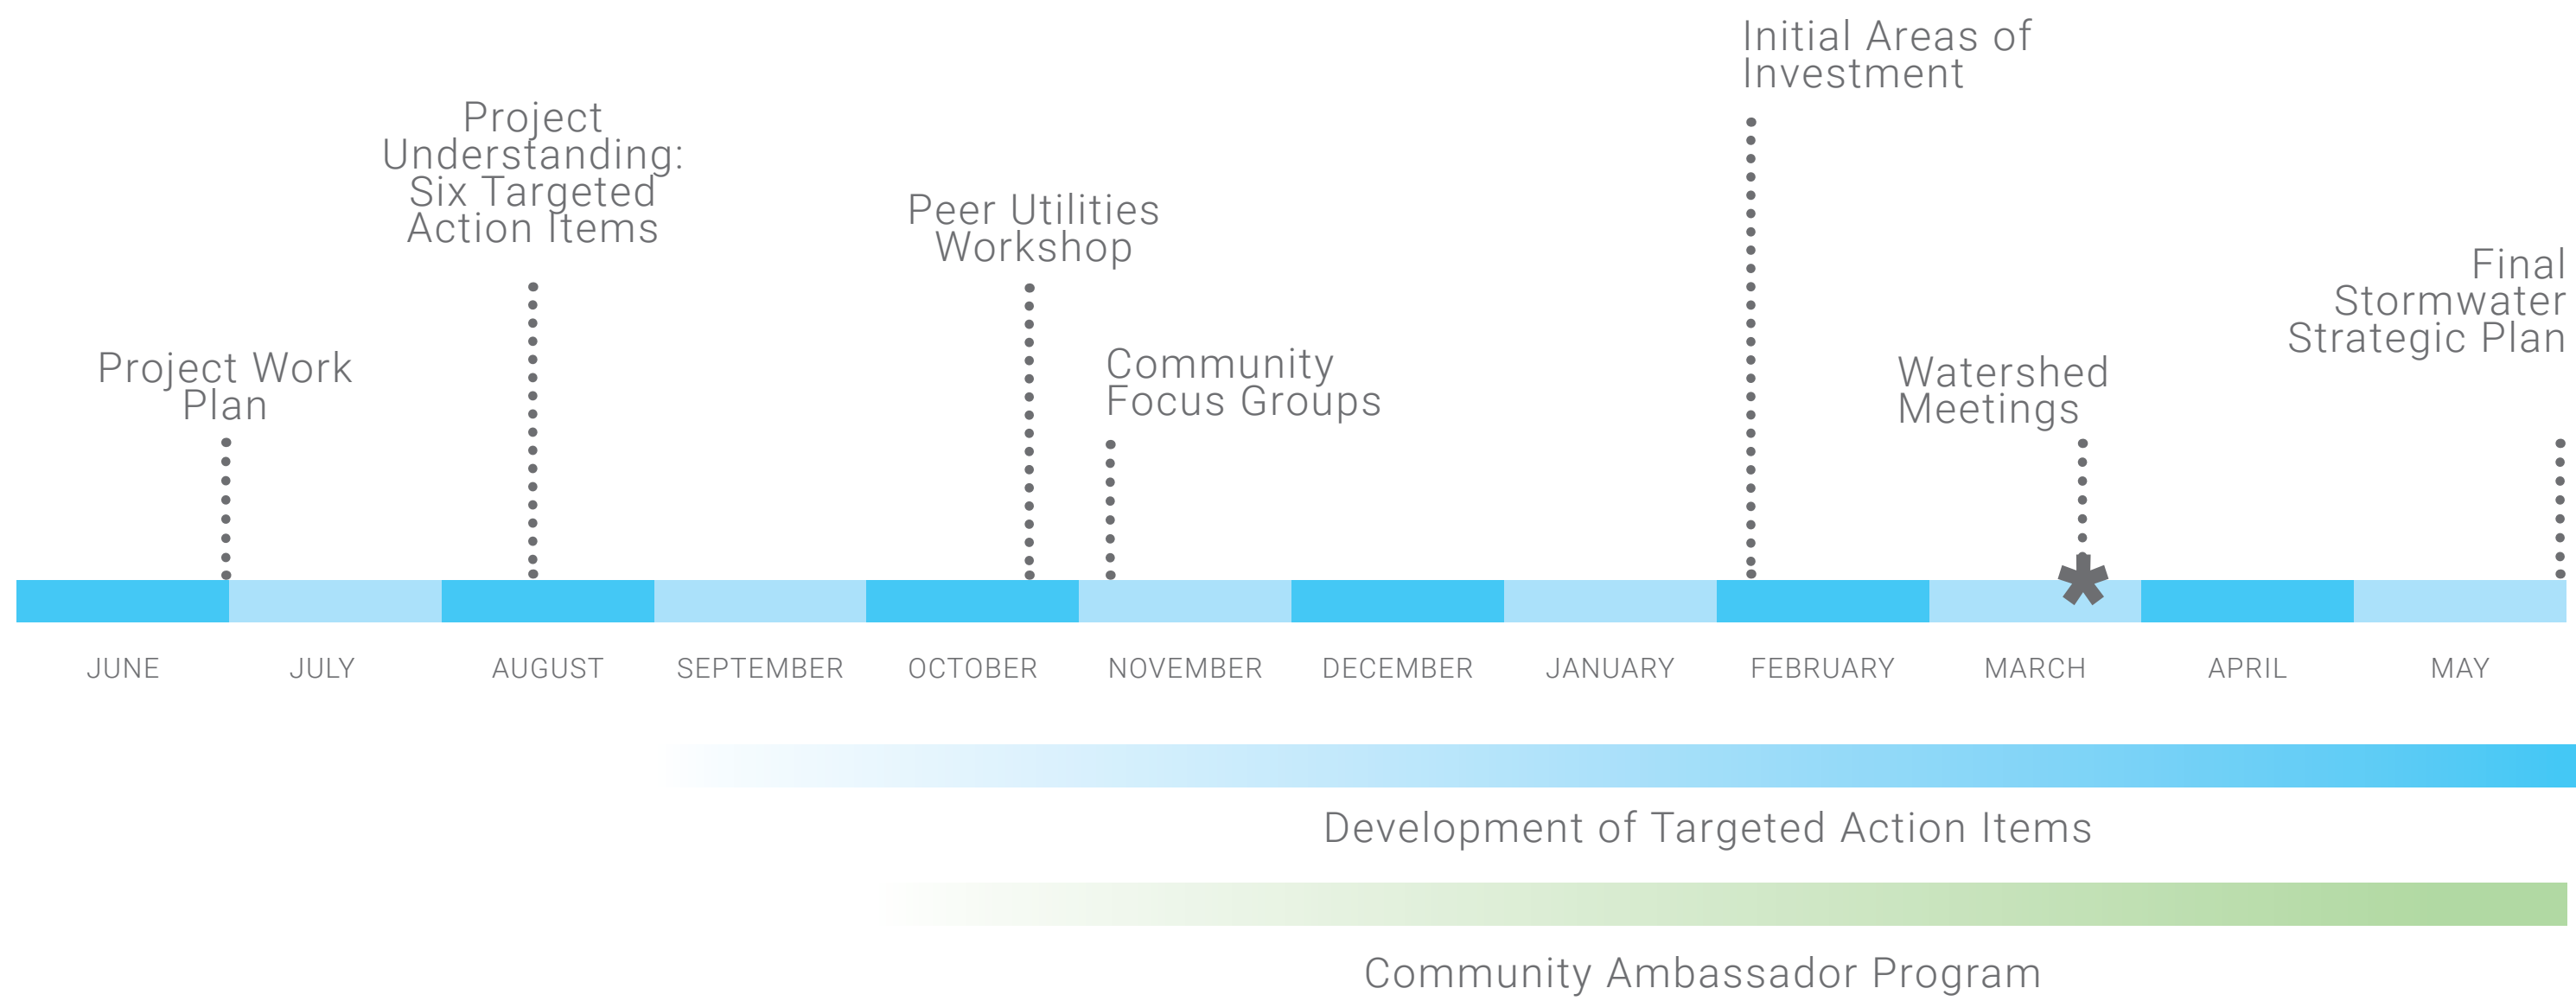 Initial Areas of
Investment
Project
Understanding:
Six Targeted
Action Items
Peer Utilities
Workshop
Final
Stormwater
Strategic Plan
Project Work
Plan
Community
Focus Groups
Watershed
Meetings
*
JUNE JULY AUGUST SEPTEMBER OCTOBER NOVEMBER DECEMBER JANUARY FEBRUARY MARCH APRIL MAY
Development of Targeted Action Items
Community Ambassador Program